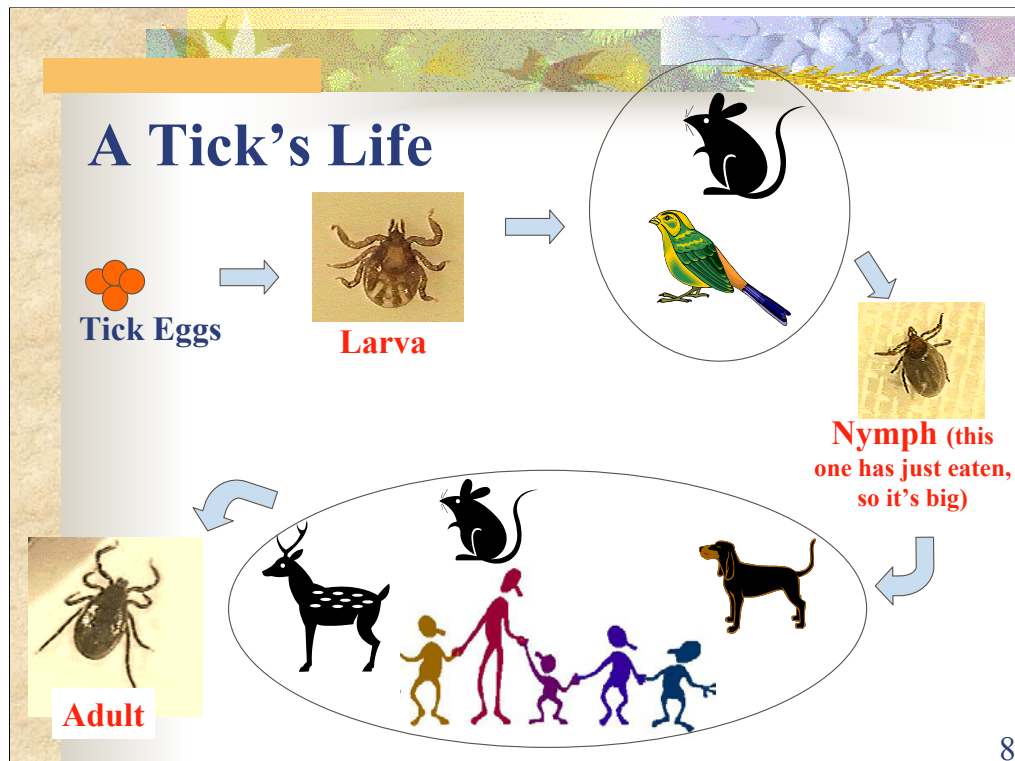 A Tick’s Life
Tick Eggs
Larva
Nymph (this
one has just eaten,
so it’s big)
Adult
8